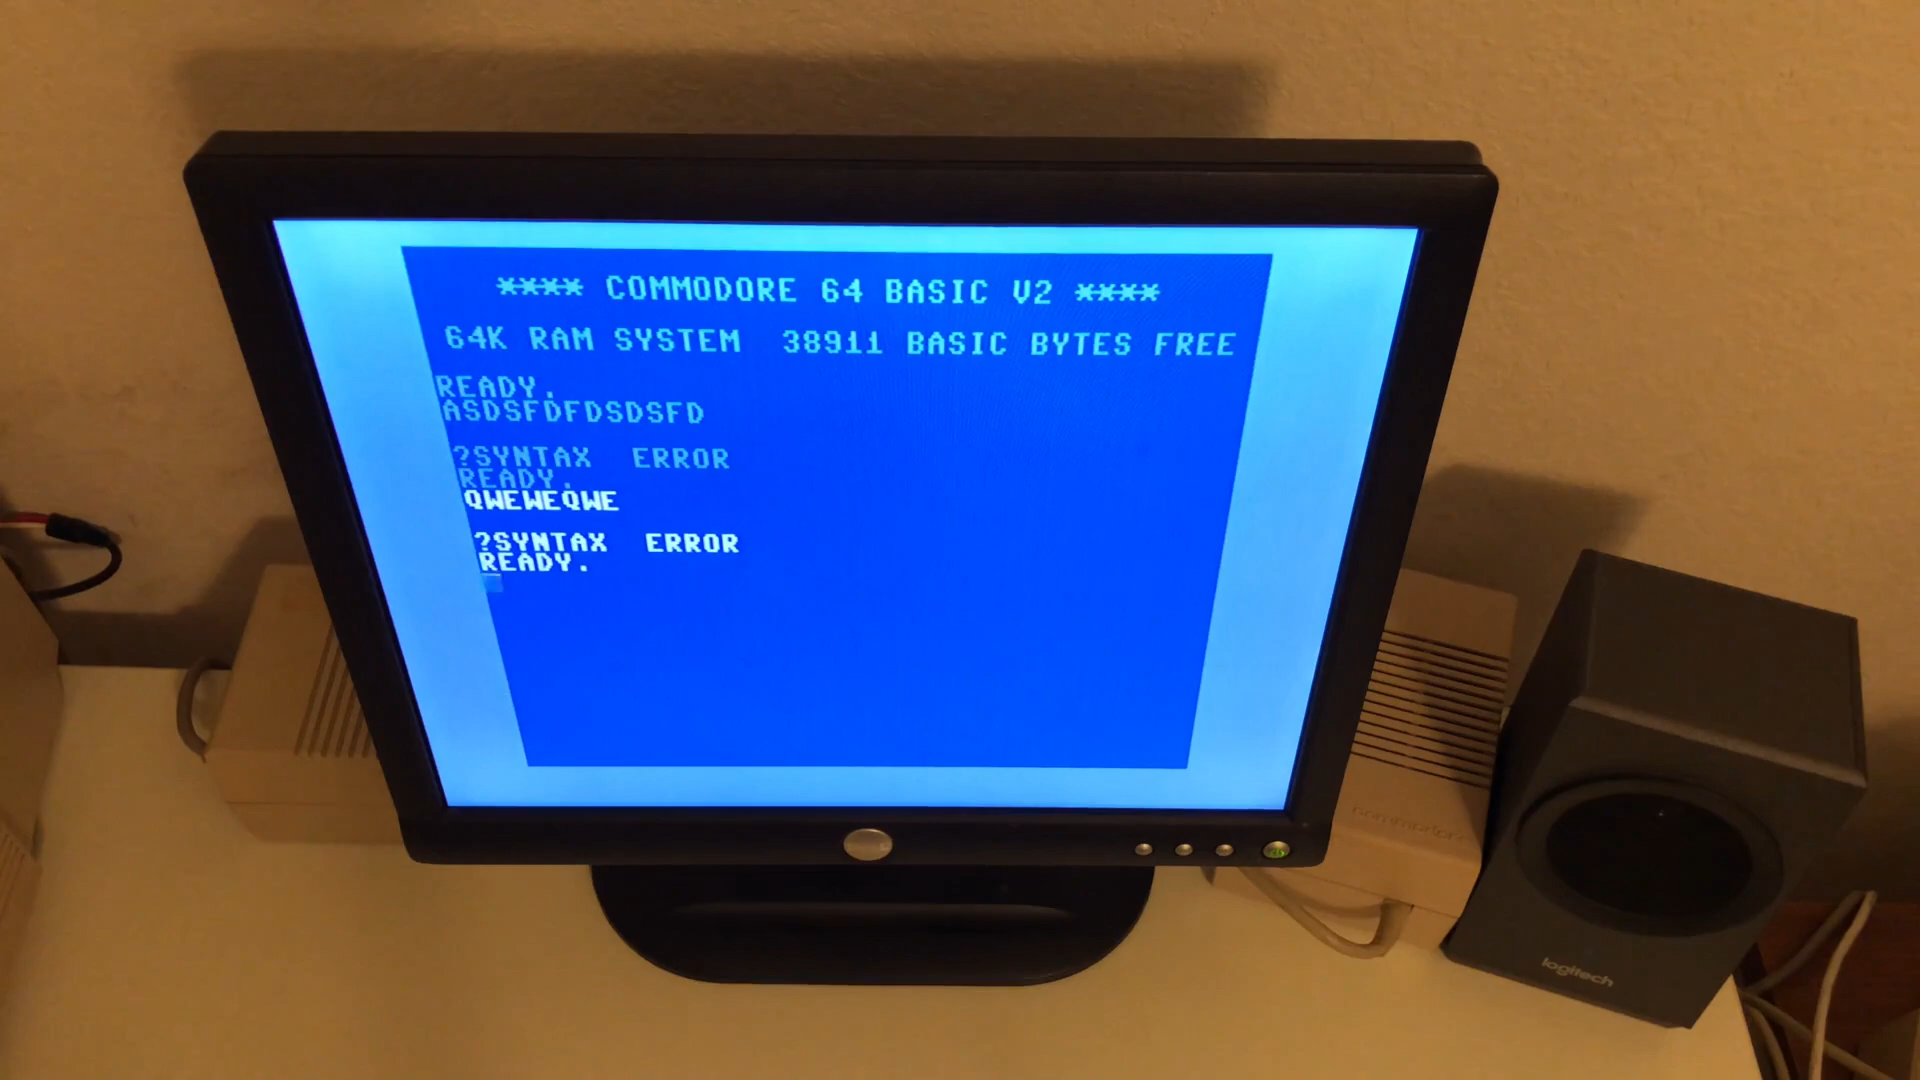 **** COMMODORE 64 BASIC V2 ****
64K RAM SYSTEM  38911 BASIC BYTES FREE
READY.
ASDSFDFDSDSFD
?SYNTAX  ERROR
READY.
QWEWEQWE
?SYNTAX  ERROR
READY.
commodore
logitech